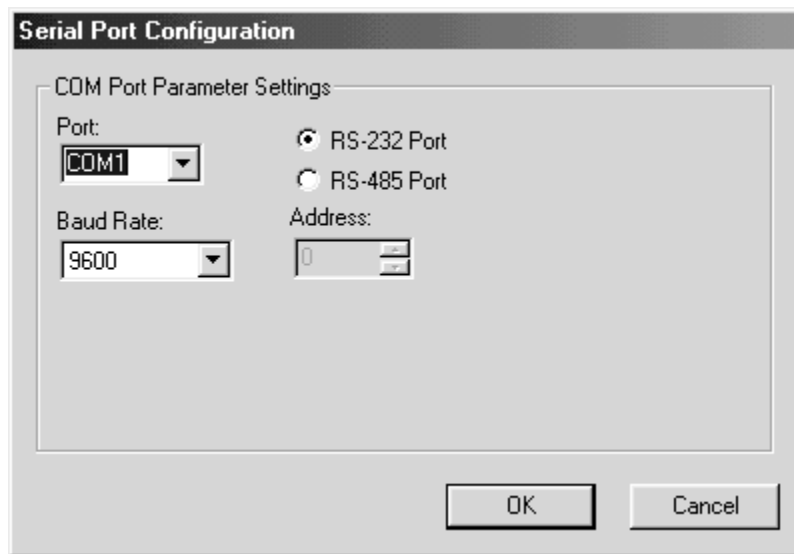 Serial Port Configuration
COM Port Parameter Settings
Port:
COM1
RS-232 Port
RS-485 Port
Baud Rate:
9600
Address:
0
OK
Cancel